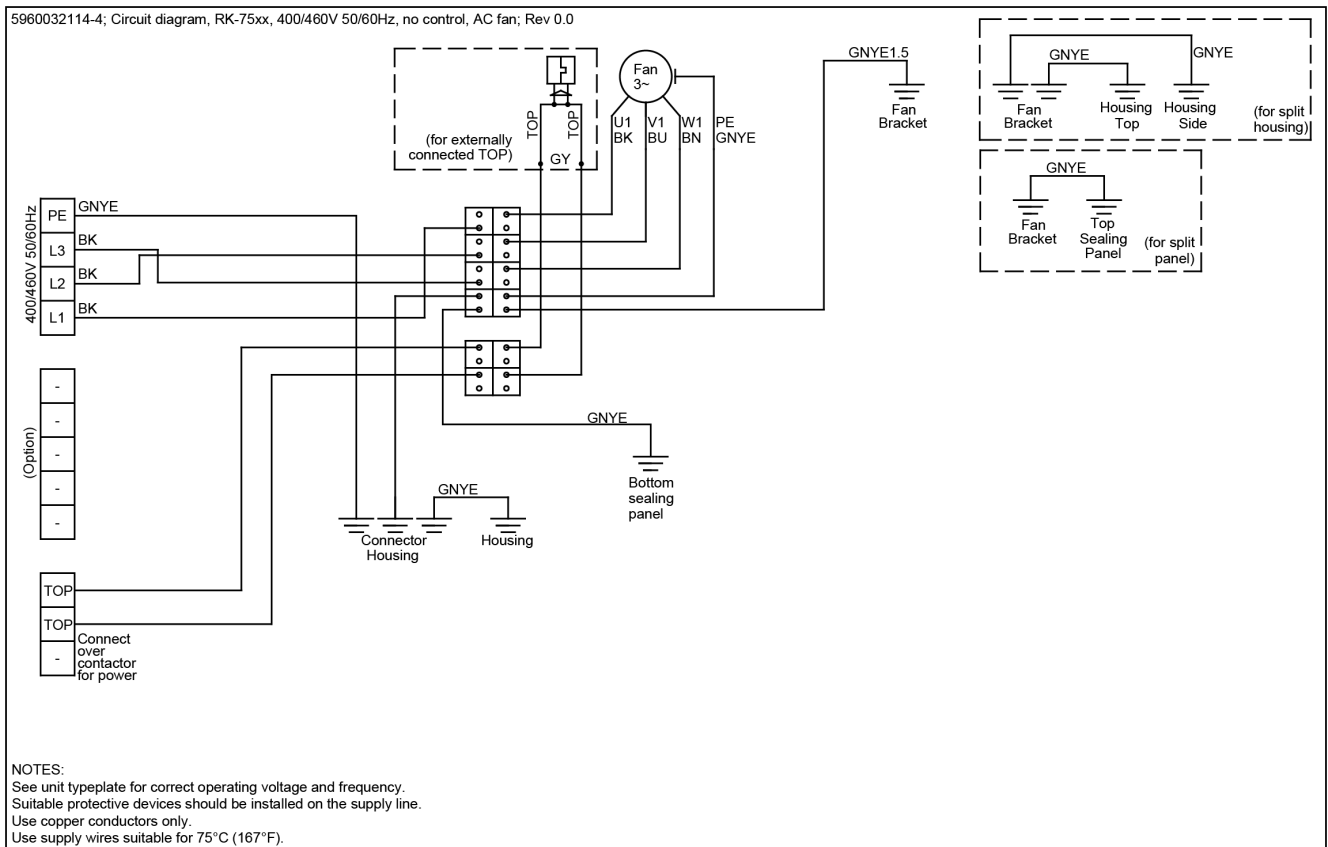 5960032114-4; Circuit diagram, RK-75xx, 400/460V 50/60Hz, no control, AC fan; Rev 0.0
TOP
TOP
(for externally
connected TOP)
GY
Fan
3~
U1
BK
V1
BU
W1
BN
PE
GNYE
GNYE1.5
Fan
Bracket
GNYE
GNYE
Fan
Bracket
Housing
Top
Housing
Side
(for split
housing)
GNYE
Fan
Bracket
Top
Sealing
Panel
(for split
panel)
400/460V 50/60Hz
PE
GNYE
L3
BK
L2
BK
L1
BK
(Option)
-
-
-
-
-
GNYE
Bottom
sealing
panel
GNYE
Connector
Housing
Housing
TOP
TOP
-
Connect
over
contactor
for power
NOTES:
See unit typeplate for correct operating voltage and frequency.
Suitable protective devices should be installed on the supply line.
Use copper conductors only.
Use supply wires suitable for 75°C (167°F).